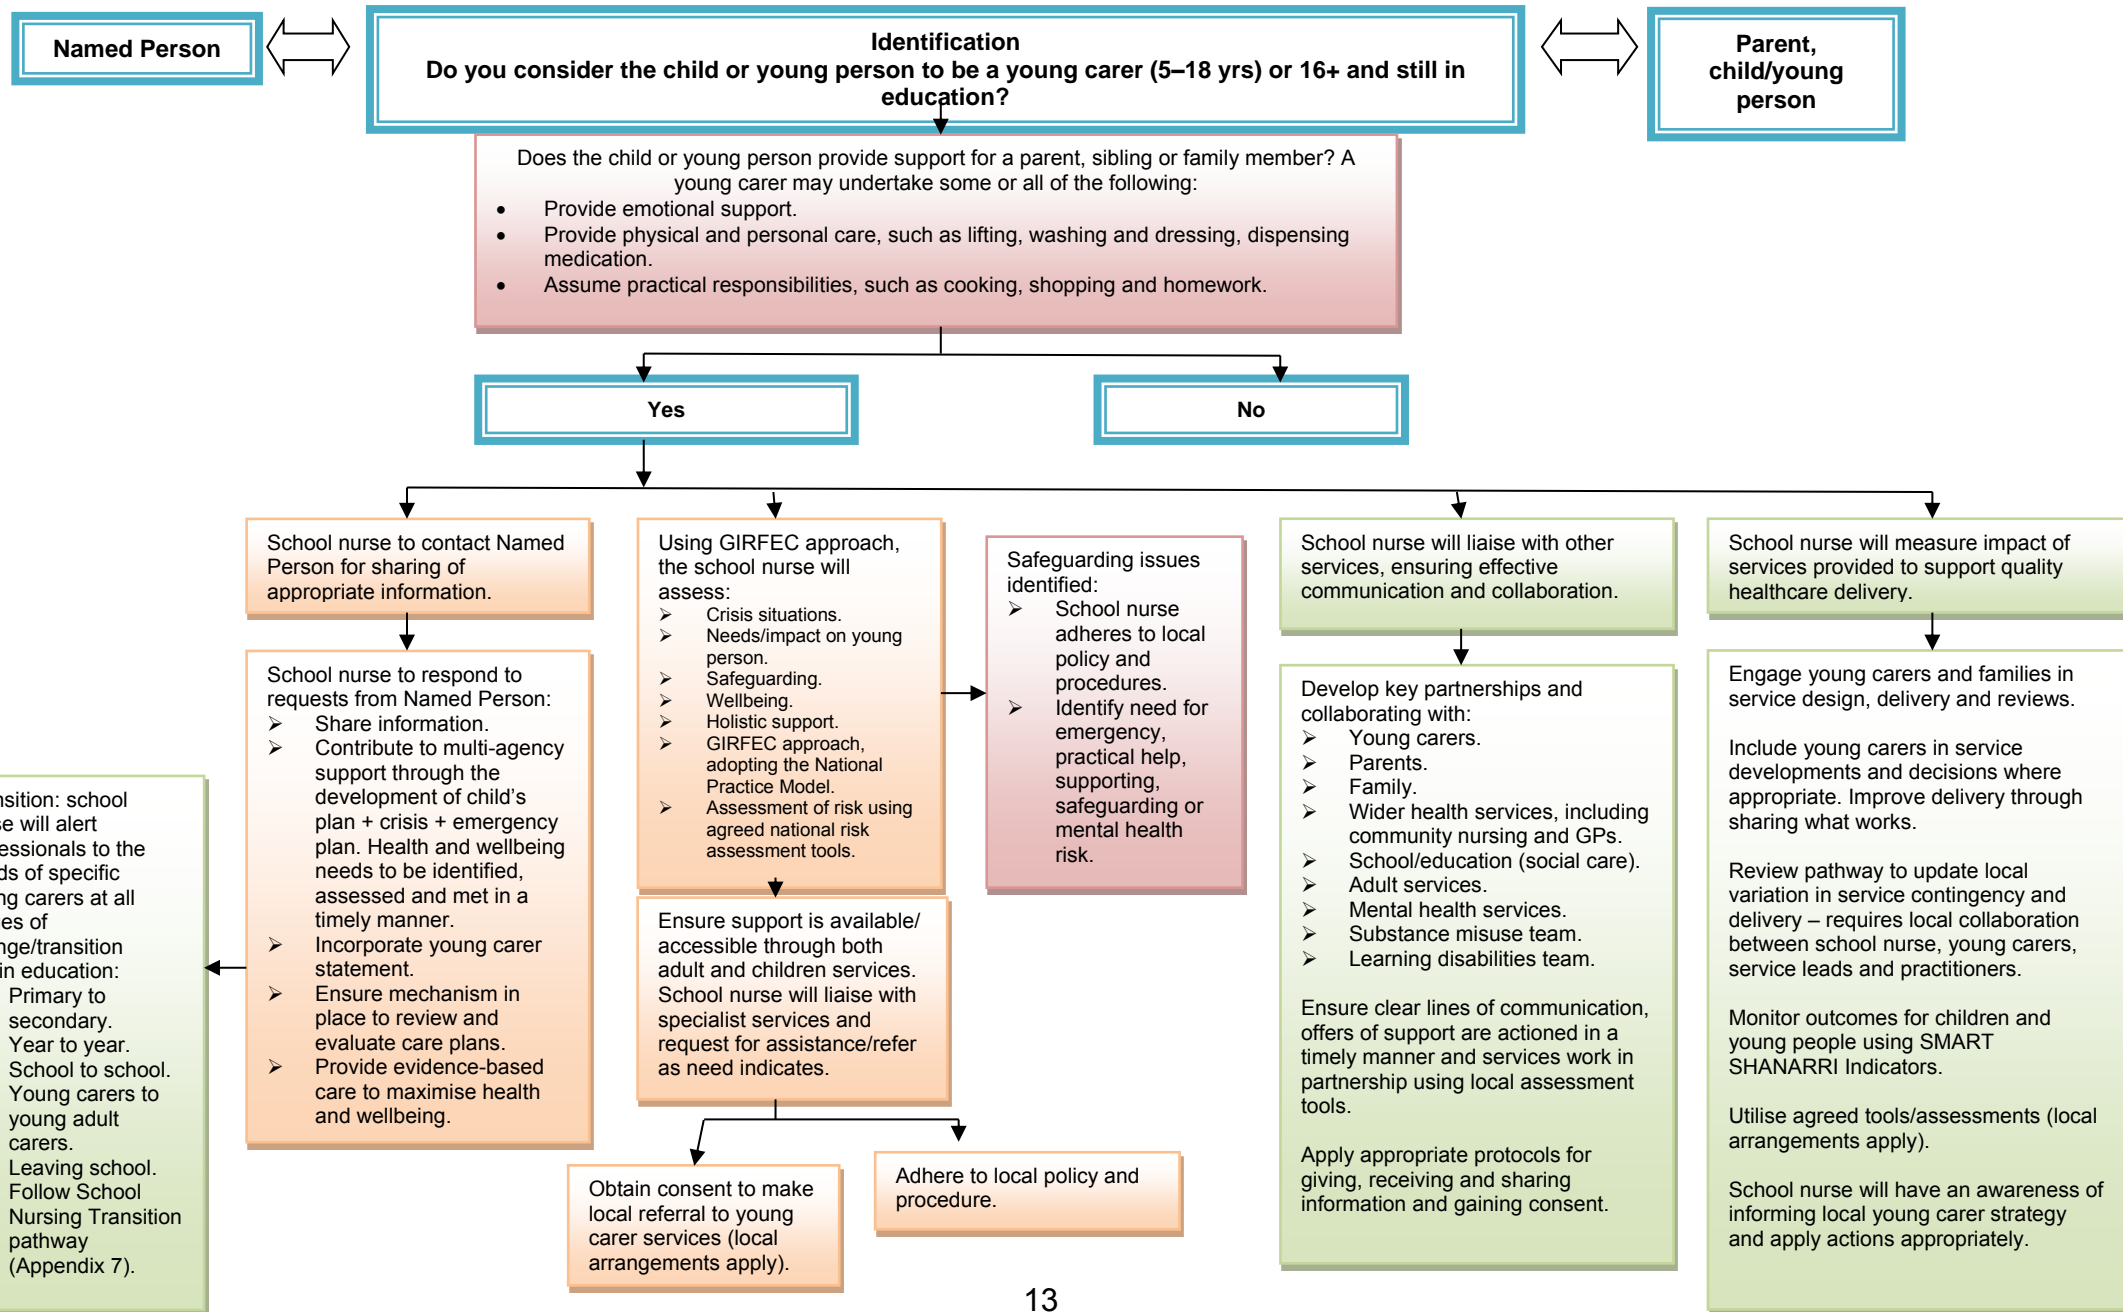 Named Person
Identification
Do you consider the child or young person to be a young carer (5–18 yrs) or 16+ and still in
education?
Parent,
child/young
person
Does the child or young person provide support for a parent, sibling or family member? A
young carer may undertake some or all of the following:
• Provide emotional support.
• Provide physical and personal care, such as lifting, washing and dressing, dispensing
medication.
• Assume practical responsibilities, such as cooking, shopping and homework.
Yes
No
School nurse to contact Named
Person for sharing of
appropriate information.
School nurse to respond to
requests from Named Person:
➢ Share information.
➢ Contribute to multi-agency
support through the
development of child's
plan + crisis + emergency
plan. Health and wellbeing
needs to be identified,
assessed and met in a
timely manner.
➢ Incorporate young carer
statement.
➢ Ensure mechanism in
place to review and
evaluate care plans.
➢ Provide evidence-based
care to maximise health
and wellbeing.
nsition: school
se will alert
essionals to the
ds of specific
ng carers at all
es of
nge/transition
in education:
Primary to
secondary.
Year to year.
School to school.
Young carers to
young adult
carers.
Leaving school.
Follow School
Nursing Transition
pathway
(Appendix 7).
Using GIRFEC approach,
the school nurse will
assess:
➢ Crisis situations.
➢ Needs/impact on young
person.
➢ Safeguarding.
➢ Wellbeing.
➢ Holistic support.
➢ GIRFEC approach,
adopting the National
Practice Model.
➢ Assessment of risk using
agreed national risk
assessment tools.
Ensure support is available/
accessible through both
adult and children services.
School nurse will liaise with
specialist services and
request for assistance/refer
as need indicates.
Obtain consent to make
local referral to young
carer services (local
arrangements apply).
Adhere to local policy and
procedure.
Safeguarding issues
identified:
➢ School nurse
adheres to local
policy and
procedures.
➢ Identify need for
emergency,
practical help,
supporting,
safeguarding or
mental health
risk.
School nurse will liaise with other
services, ensuring effective
communication and collaboration.
Develop key partnerships and
collaborating with:
➢ Young carers.
➢ Parents.
➢ Family.
➢ Wider health services, including
community nursing and GPs.
➢ School/education (social care).
➢ Adult services.
➢ Mental health services.
➢ Substance misuse team.
➢ Learning disabilities team.
Ensure clear lines of communication,
offers of support are actioned in a
timely manner and services work in
partnership using local assessment
tools.
Apply appropriate protocols for
giving, receiving and sharing
information and gaining consent.
School nurse will measure impact of
services provided to support quality
healthcare delivery.
Engage young carers and families in
service design, delivery and reviews.
Include young carers in service
developments and decisions where
appropriate. Improve delivery through
sharing what works.
Review pathway to update local
variation in service contingency and
delivery – requires local collaboration
between school nurse, young carers,
service leads and practitioners.
Monitor outcomes for children and
young people using SMART
SHANARRI Indicators.
Utilise agreed tools/assessments (local
arrangements apply).
School nurse will have an awareness of
informing local young carer strategy
and apply actions appropriately.
13